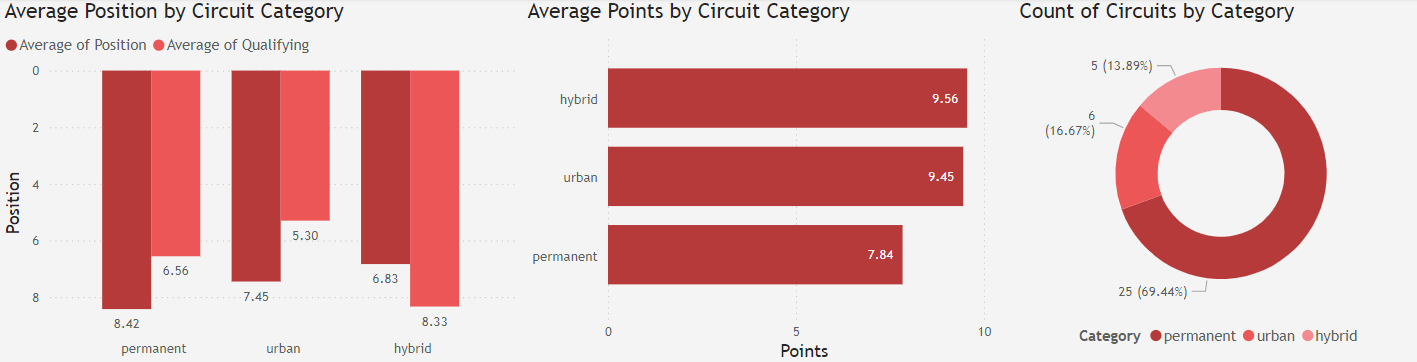 Average Position by Circuit Category
Average of Position Average of Qualifying
Position
0
2
4
6
8
8.42
6.56
7.45
5.30
6.83
8.33
permanent urban hybrid
Average Points by Circuit Category
hybrid 9.56
urban 9.45
permanent 7.84
0 5 10
Points
Count of Circuits by Category
5 (13.89%)
6
(16.67%)
25 (69.44%)
Category permanent urban hybrid